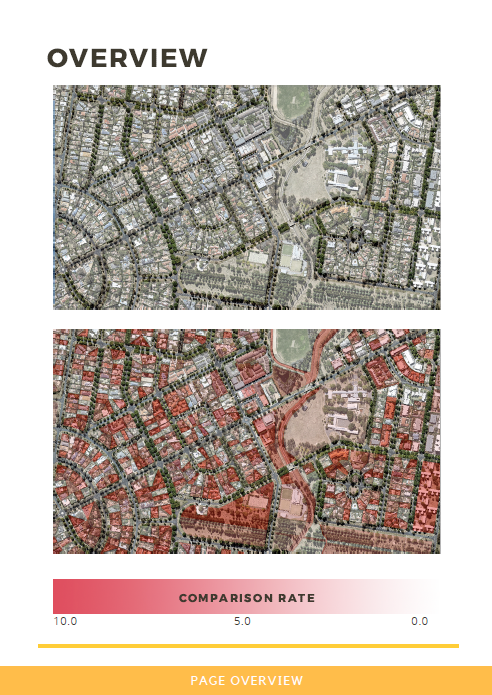 OVERVIEW
COMPARISON RATE
10.0 5.0 0.0
PAGE OVERVIEW